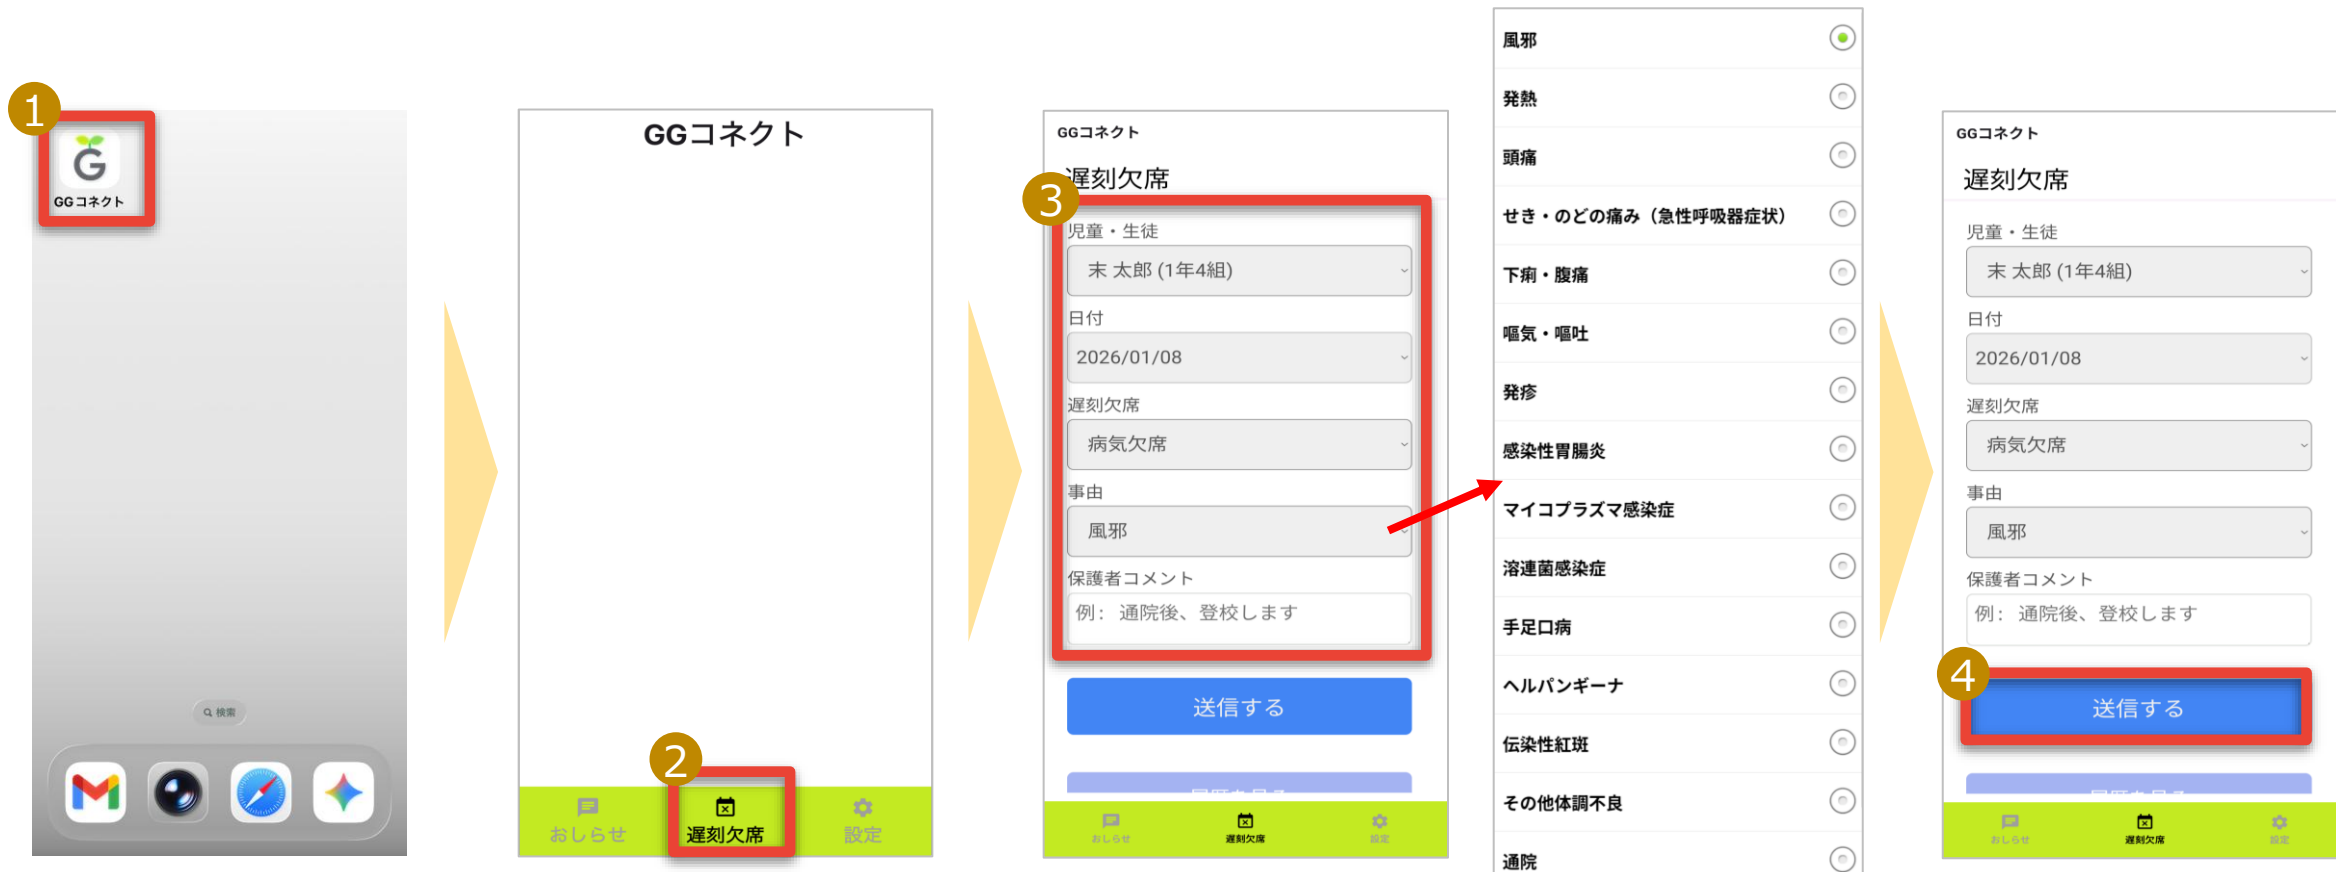 1
GGコネクト
検索
GGコネクト
2
おしらせ
遅刻欠席
設定
GGコネクト
遅刻欠席
3
児童・生徒
末 太郎 (1年4組)
日付
2026/01/08
遅刻欠席
病気欠席
事由
風邪
保護者コメント
例： 通院後、登校します
送信する
おしらせ
遅刻欠席
設定
風邪
発熱
頭痛
せき・のどの痛み（急性呼吸器症状）
下痢・腹痛
嘔気・嘔吐
発疹
感染性胃腸炎
マイコプラズマ感染症
溶連菌感染症
手足口病
ヘルパンギーナ
伝染性紅斑
その他体調不良
通院
GGコネクト
遅刻欠席
児童・生徒
末 太郎 (1年4組)
日付
2026/01/08
遅刻欠席
病気欠席
事由
風邪
保護者コメント
例： 通院後、登校します
4
送信する
おしらせ
遅刻欠席
設定